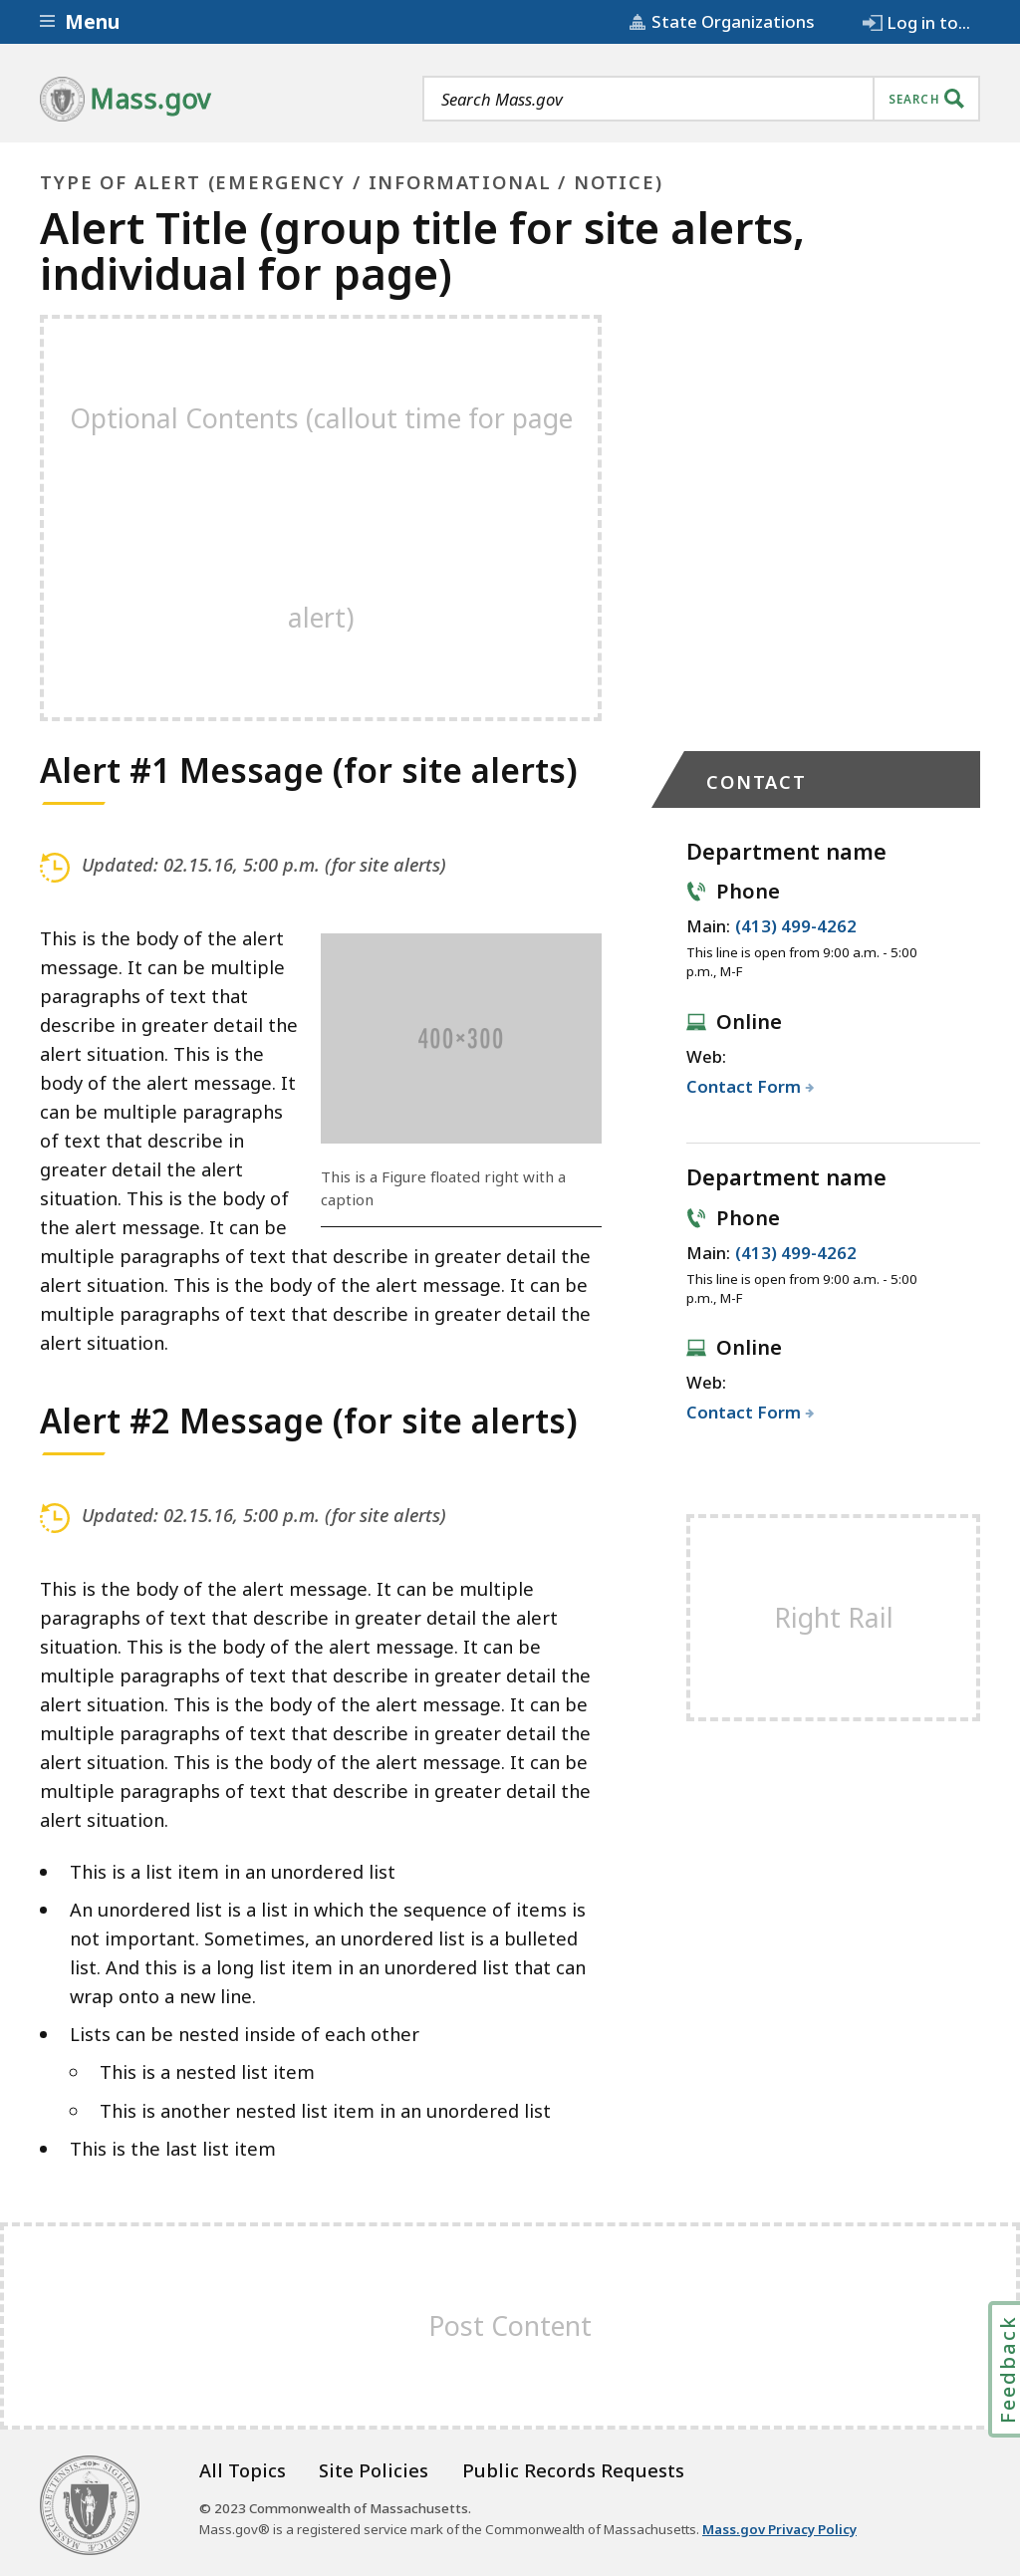 Menu
State Organizations
Log in to...
Mass.gov
Search Mass.gov
SEARCH
TYPE OF ALERT (EMERGENCY / INFORMATIONAL / NOTICE)
Alert Title (group title for site alerts,
individual for page)
Optional Contents (callout time for page
alert)
Alert #1 Message (for site alerts)
Updated: 02.15.16, 5:00 p.m. (for site alerts)
This is the body of the alert
message. It can be multiple
paragraphs of text that
describe in greater detail the
alert situation. This is the
body of the alert message. It
can be multiple paragraphs
of text that describe in
greater detail the alert
situation. This is the body of
the alert message. It can be
multiple paragraphs of text that describe in greater detail the
alert situation. This is the body of the alert message. It can be
multiple paragraphs of text that describe in greater detail the
alert situation.
400×300
This is a Figure floated right with a
caption
Alert #2 Message (for site alerts)
Updated: 02.15.16, 5:00 p.m. (for site alerts)
This is the body of the alert message. It can be multiple
paragraphs of text that describe in greater detail the alert
situation. This is the body of the alert message. It can be
multiple paragraphs of text that describe in greater detail the
alert situation. This is the body of the alert message. It can be
multiple paragraphs of text that describe in greater detail the
alert situation. This is the body of the alert message. It can be
multiple paragraphs of text that describe in greater detail the
alert situation.
This is a list item in an unordered list
An unordered list is a list in which the sequence of items is
not important. Sometimes, an unordered list is a bulleted
list. And this is a long list item in an unordered list that can
wrap onto a new line.
Lists can be nested inside of each other
This is a nested list item
This is another nested list item in an unordered list
This is the last list item
CONTACT
Department name
Phone
Main: (413) 499-4262
This line is open from 9:00 a.m. - 5:00
p.m., M-F
Online
Web:
Contact Form
Department name
Phone
Main: (413) 499-4262
This line is open from 9:00 a.m. - 5:00
p.m., M-F
Online
Web:
Contact Form
Right Rail
Post Content
Feedback
All Topics
Site Policies
Public Records Requests
© 2023 Commonwealth of Massachusetts.
Mass.gov® is a registered service mark of the Commonwealth of Massachusetts. Mass.gov Privacy Policy